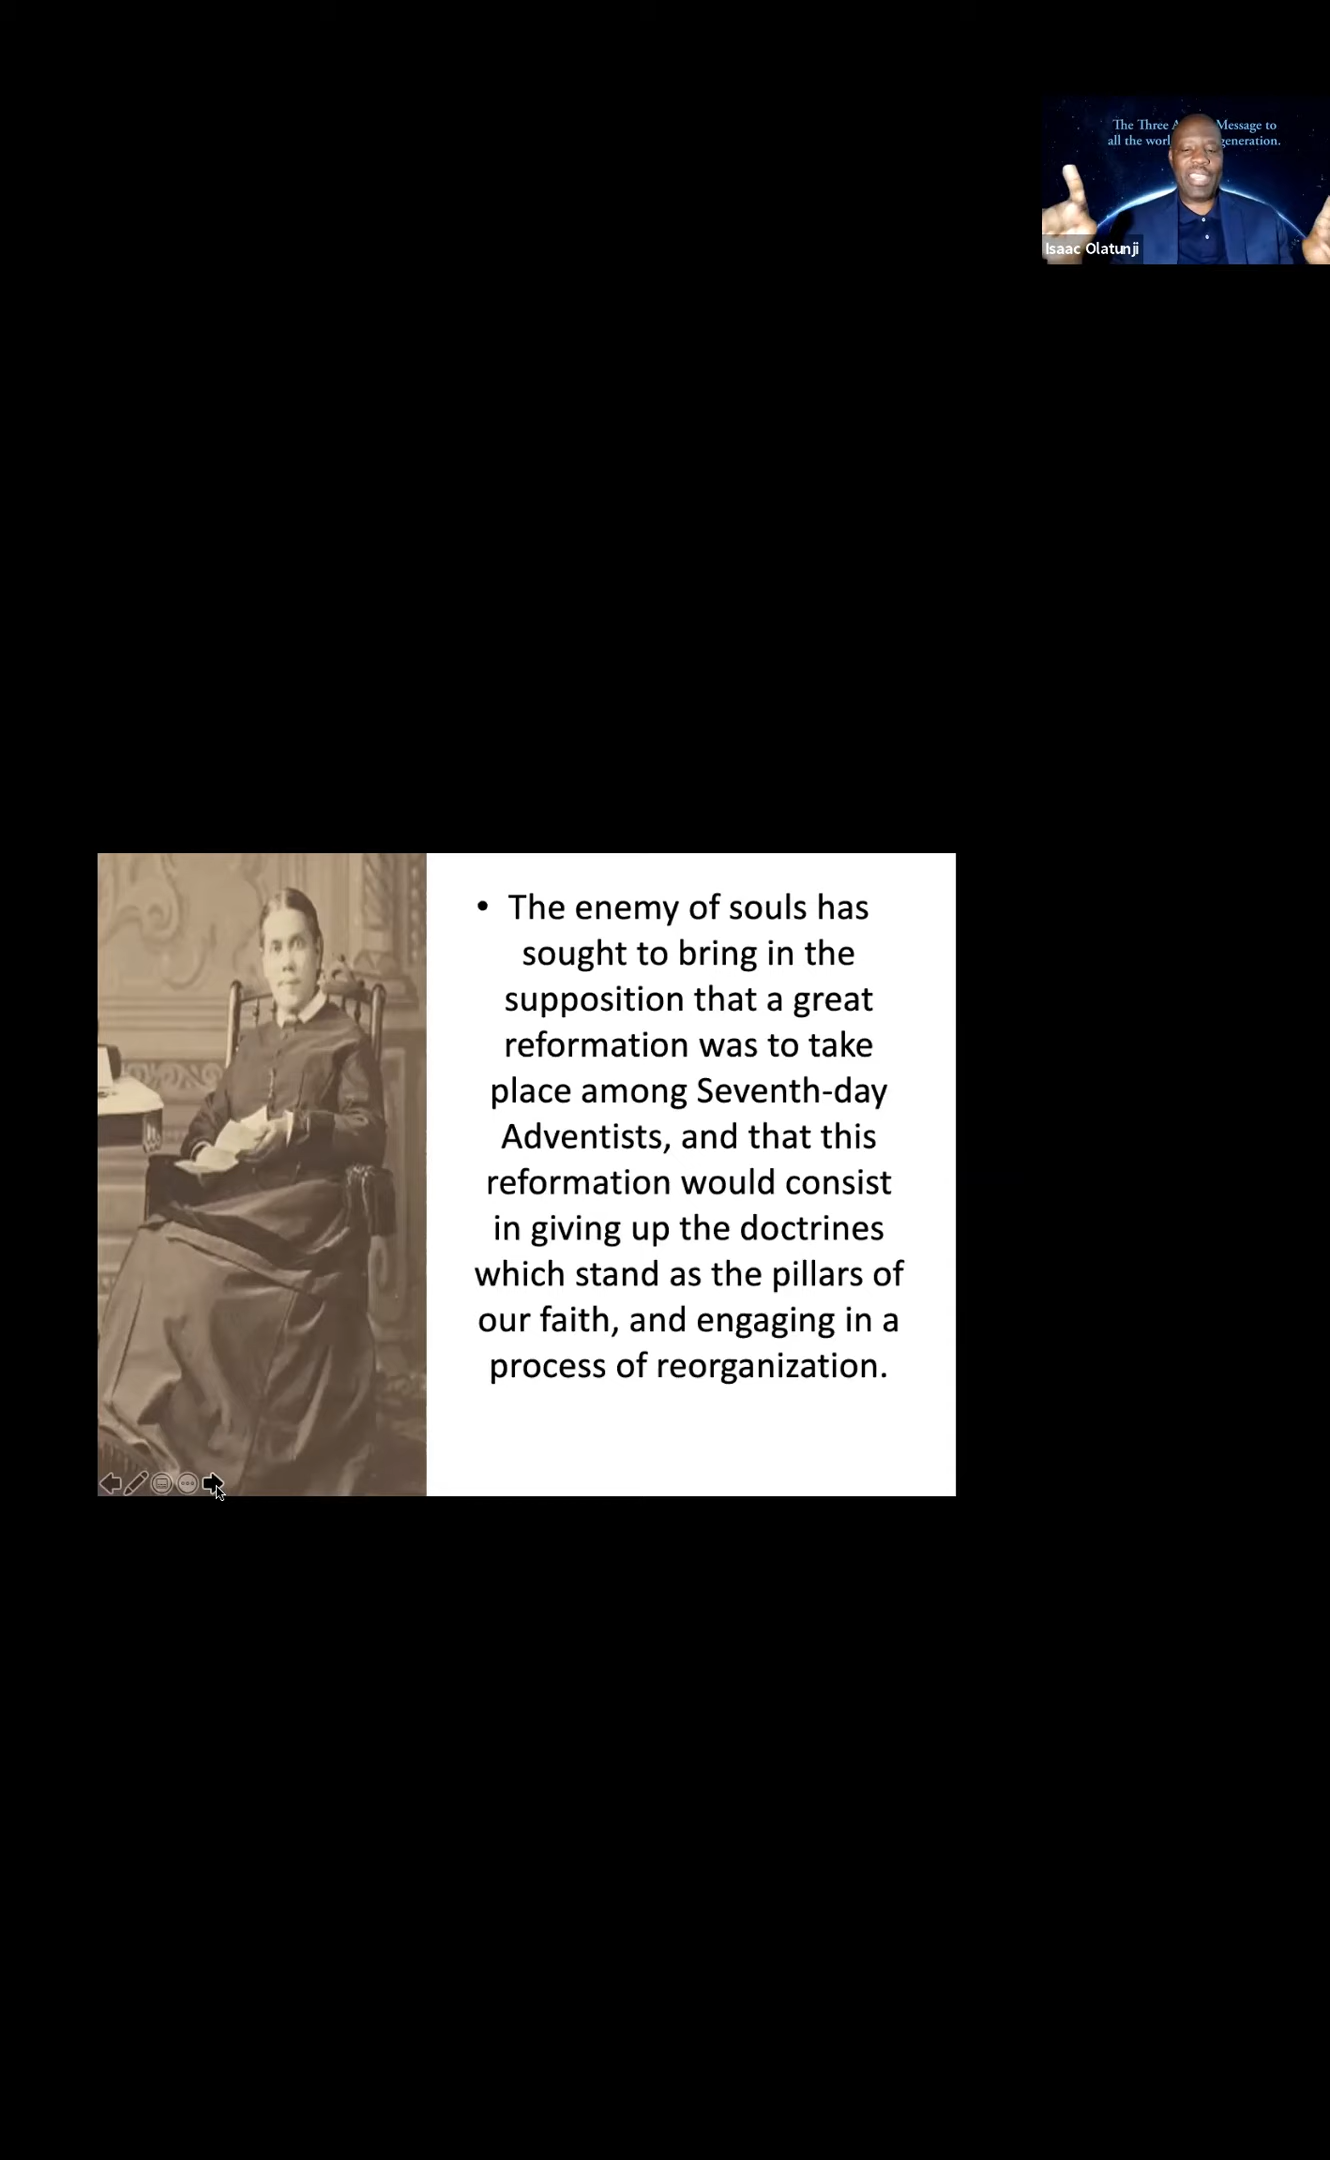 The Three A Message to
all the worl generation.
Isaac Olatunji
• The enemy of souls has
sought to bring in the
supposition that a great
reformation was to take
place among Seventh-day
Adventists, and that this
reformation would consist
in giving up the doctrines
which stand as the pillars of
our faith, and engaging in a
process of reorganization.